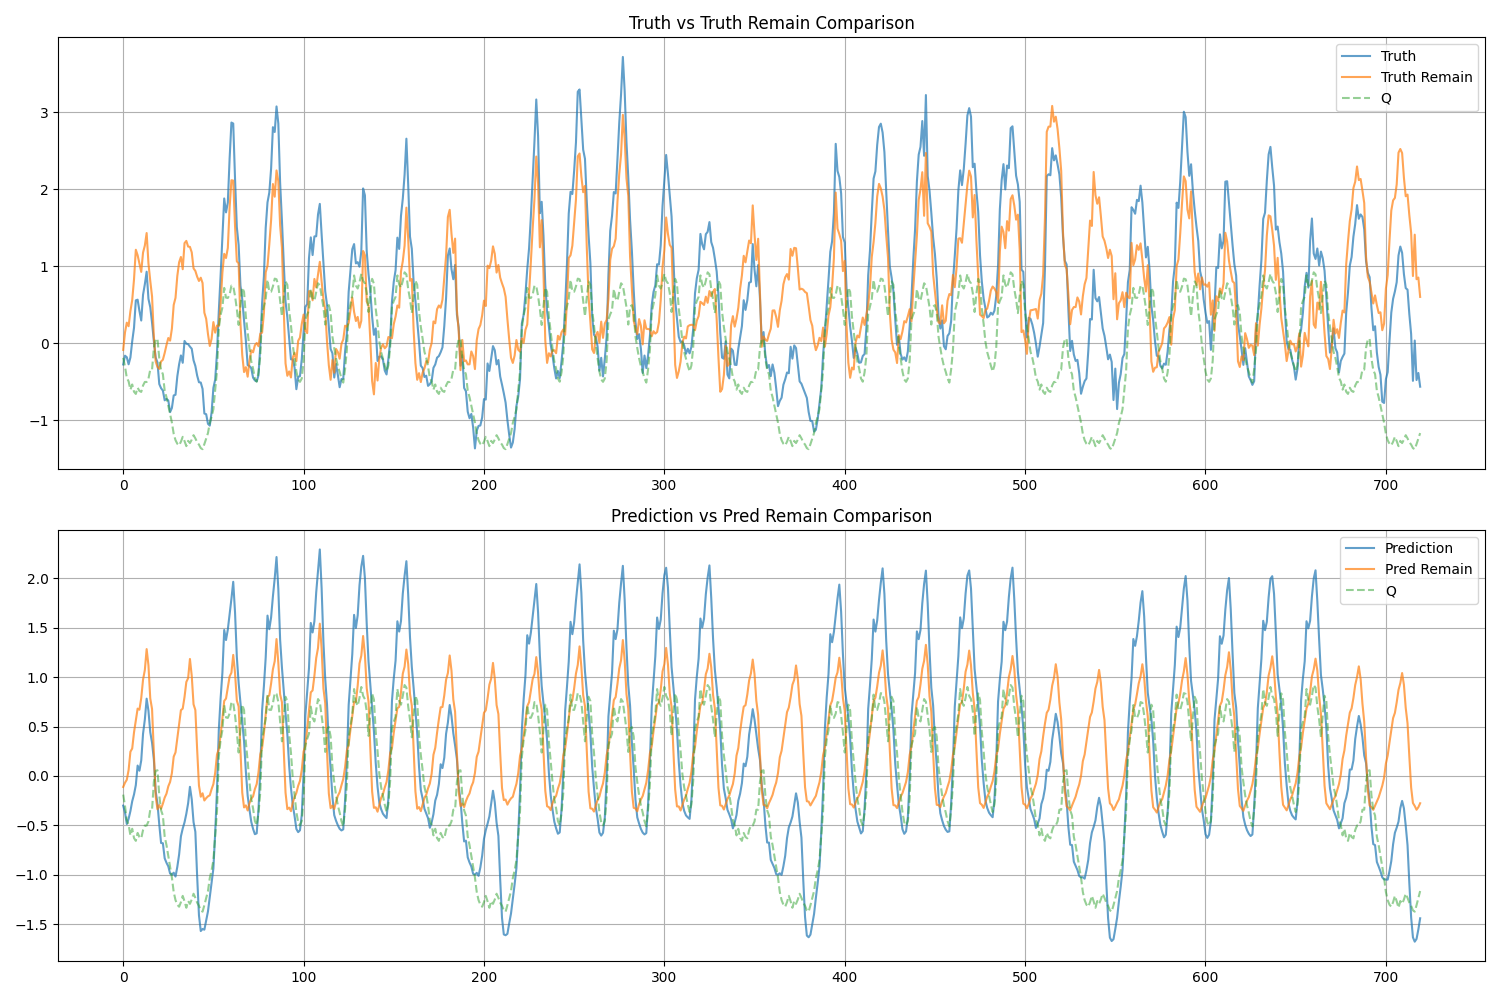 Truth vs Truth Remain Comparison
Truth
Truth Remain
Q
3
2
1
0
−1
0 100 200 300 400 500 600 700
Prediction vs Pred Remain Comparison
Prediction
Pred Remain
Q
2.0
1.5
1.0
0.5
0.0
−0.5
−1.0
−1.5
0 100 200 300 400 500 600 700